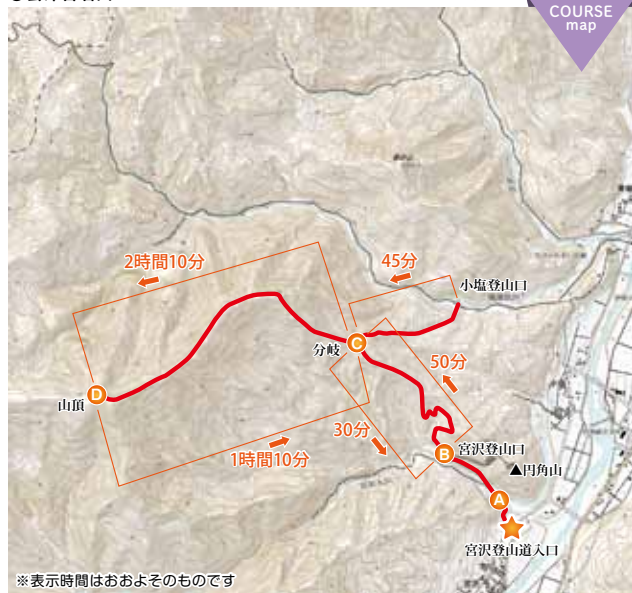 COURSE
map
2時間10分
45分
小塩登山口
分岐
C
50分
D
山頂
30分
1時間10分
宮沢登山口
B
▲円角山
A
宮沢登山道入口
※表示時間はおおよそのものです